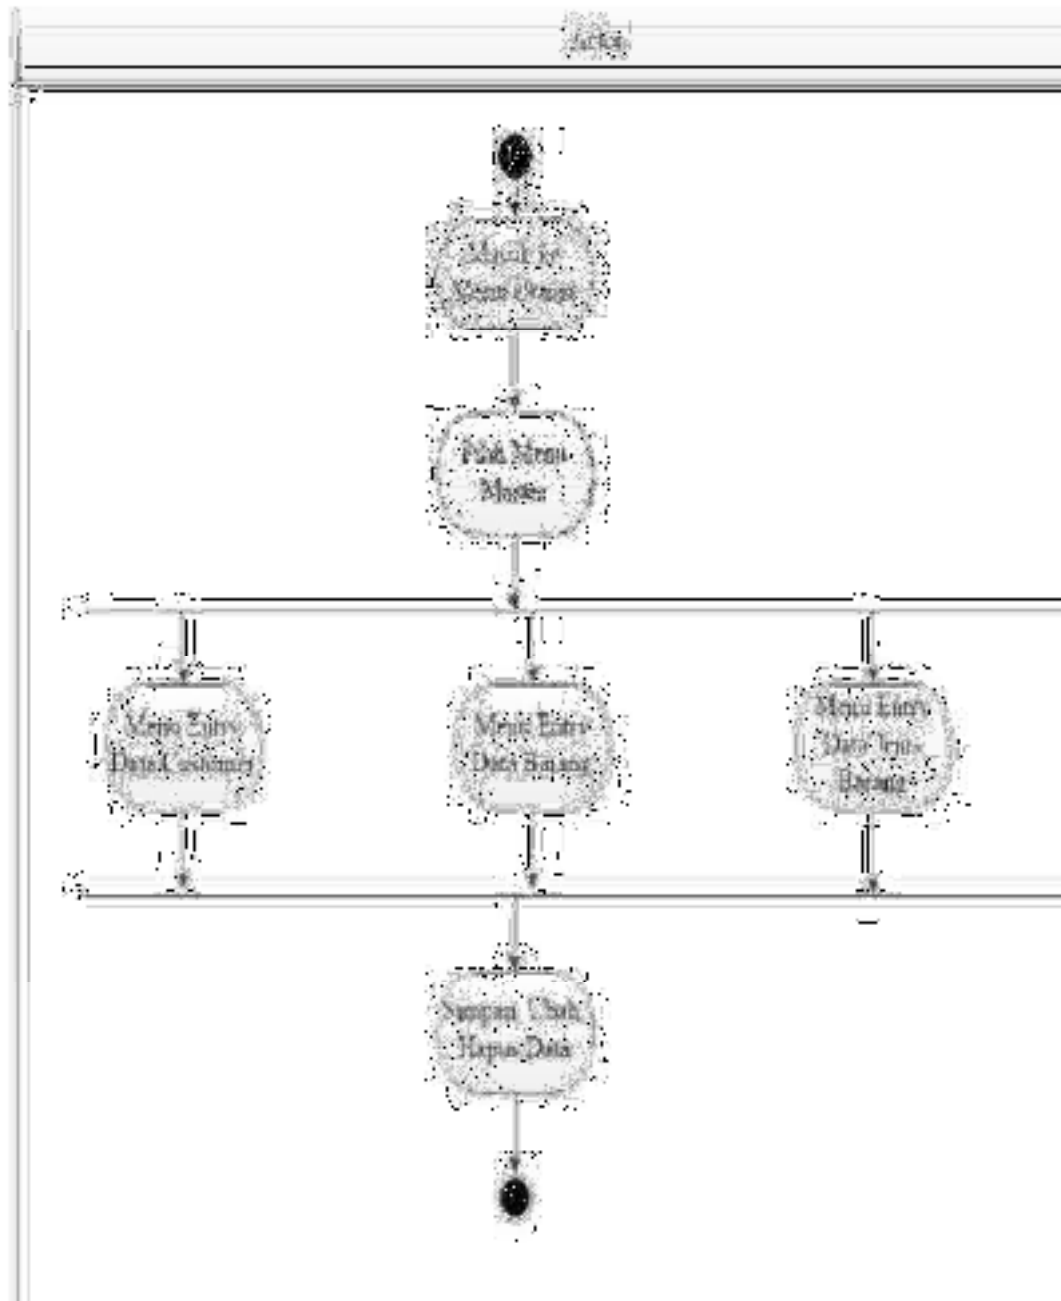 Actor
Masuk ke
Menu Utama
Pilih Menu
Master
Menu Entry
Data Customer
Menu Entry
Data Barang
Menu Entry
Data Jenis
Barang
Simpan, Ubah,
Hapus Data